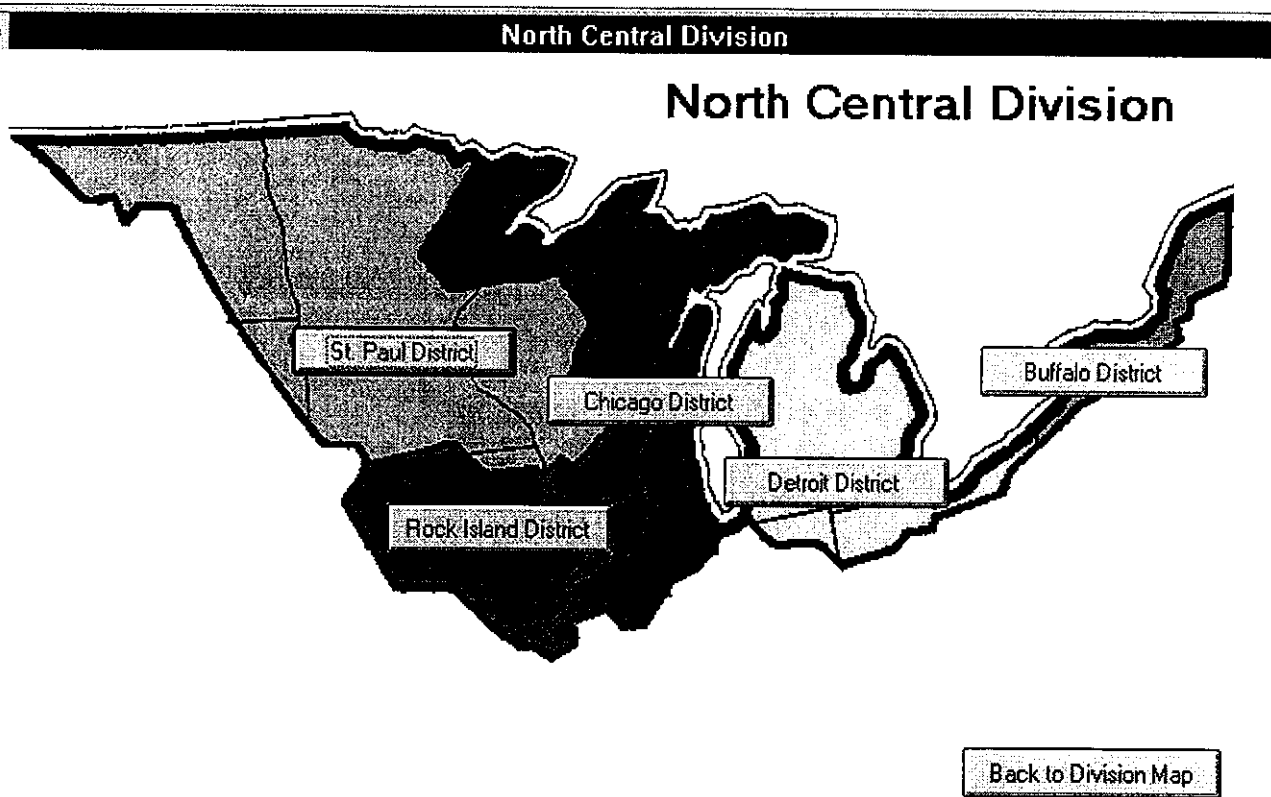 North Central Division
North Central Division
St. Paul District
Buffalo District
Chicago District
Detroit District
Rock Island District
Back to Division Map